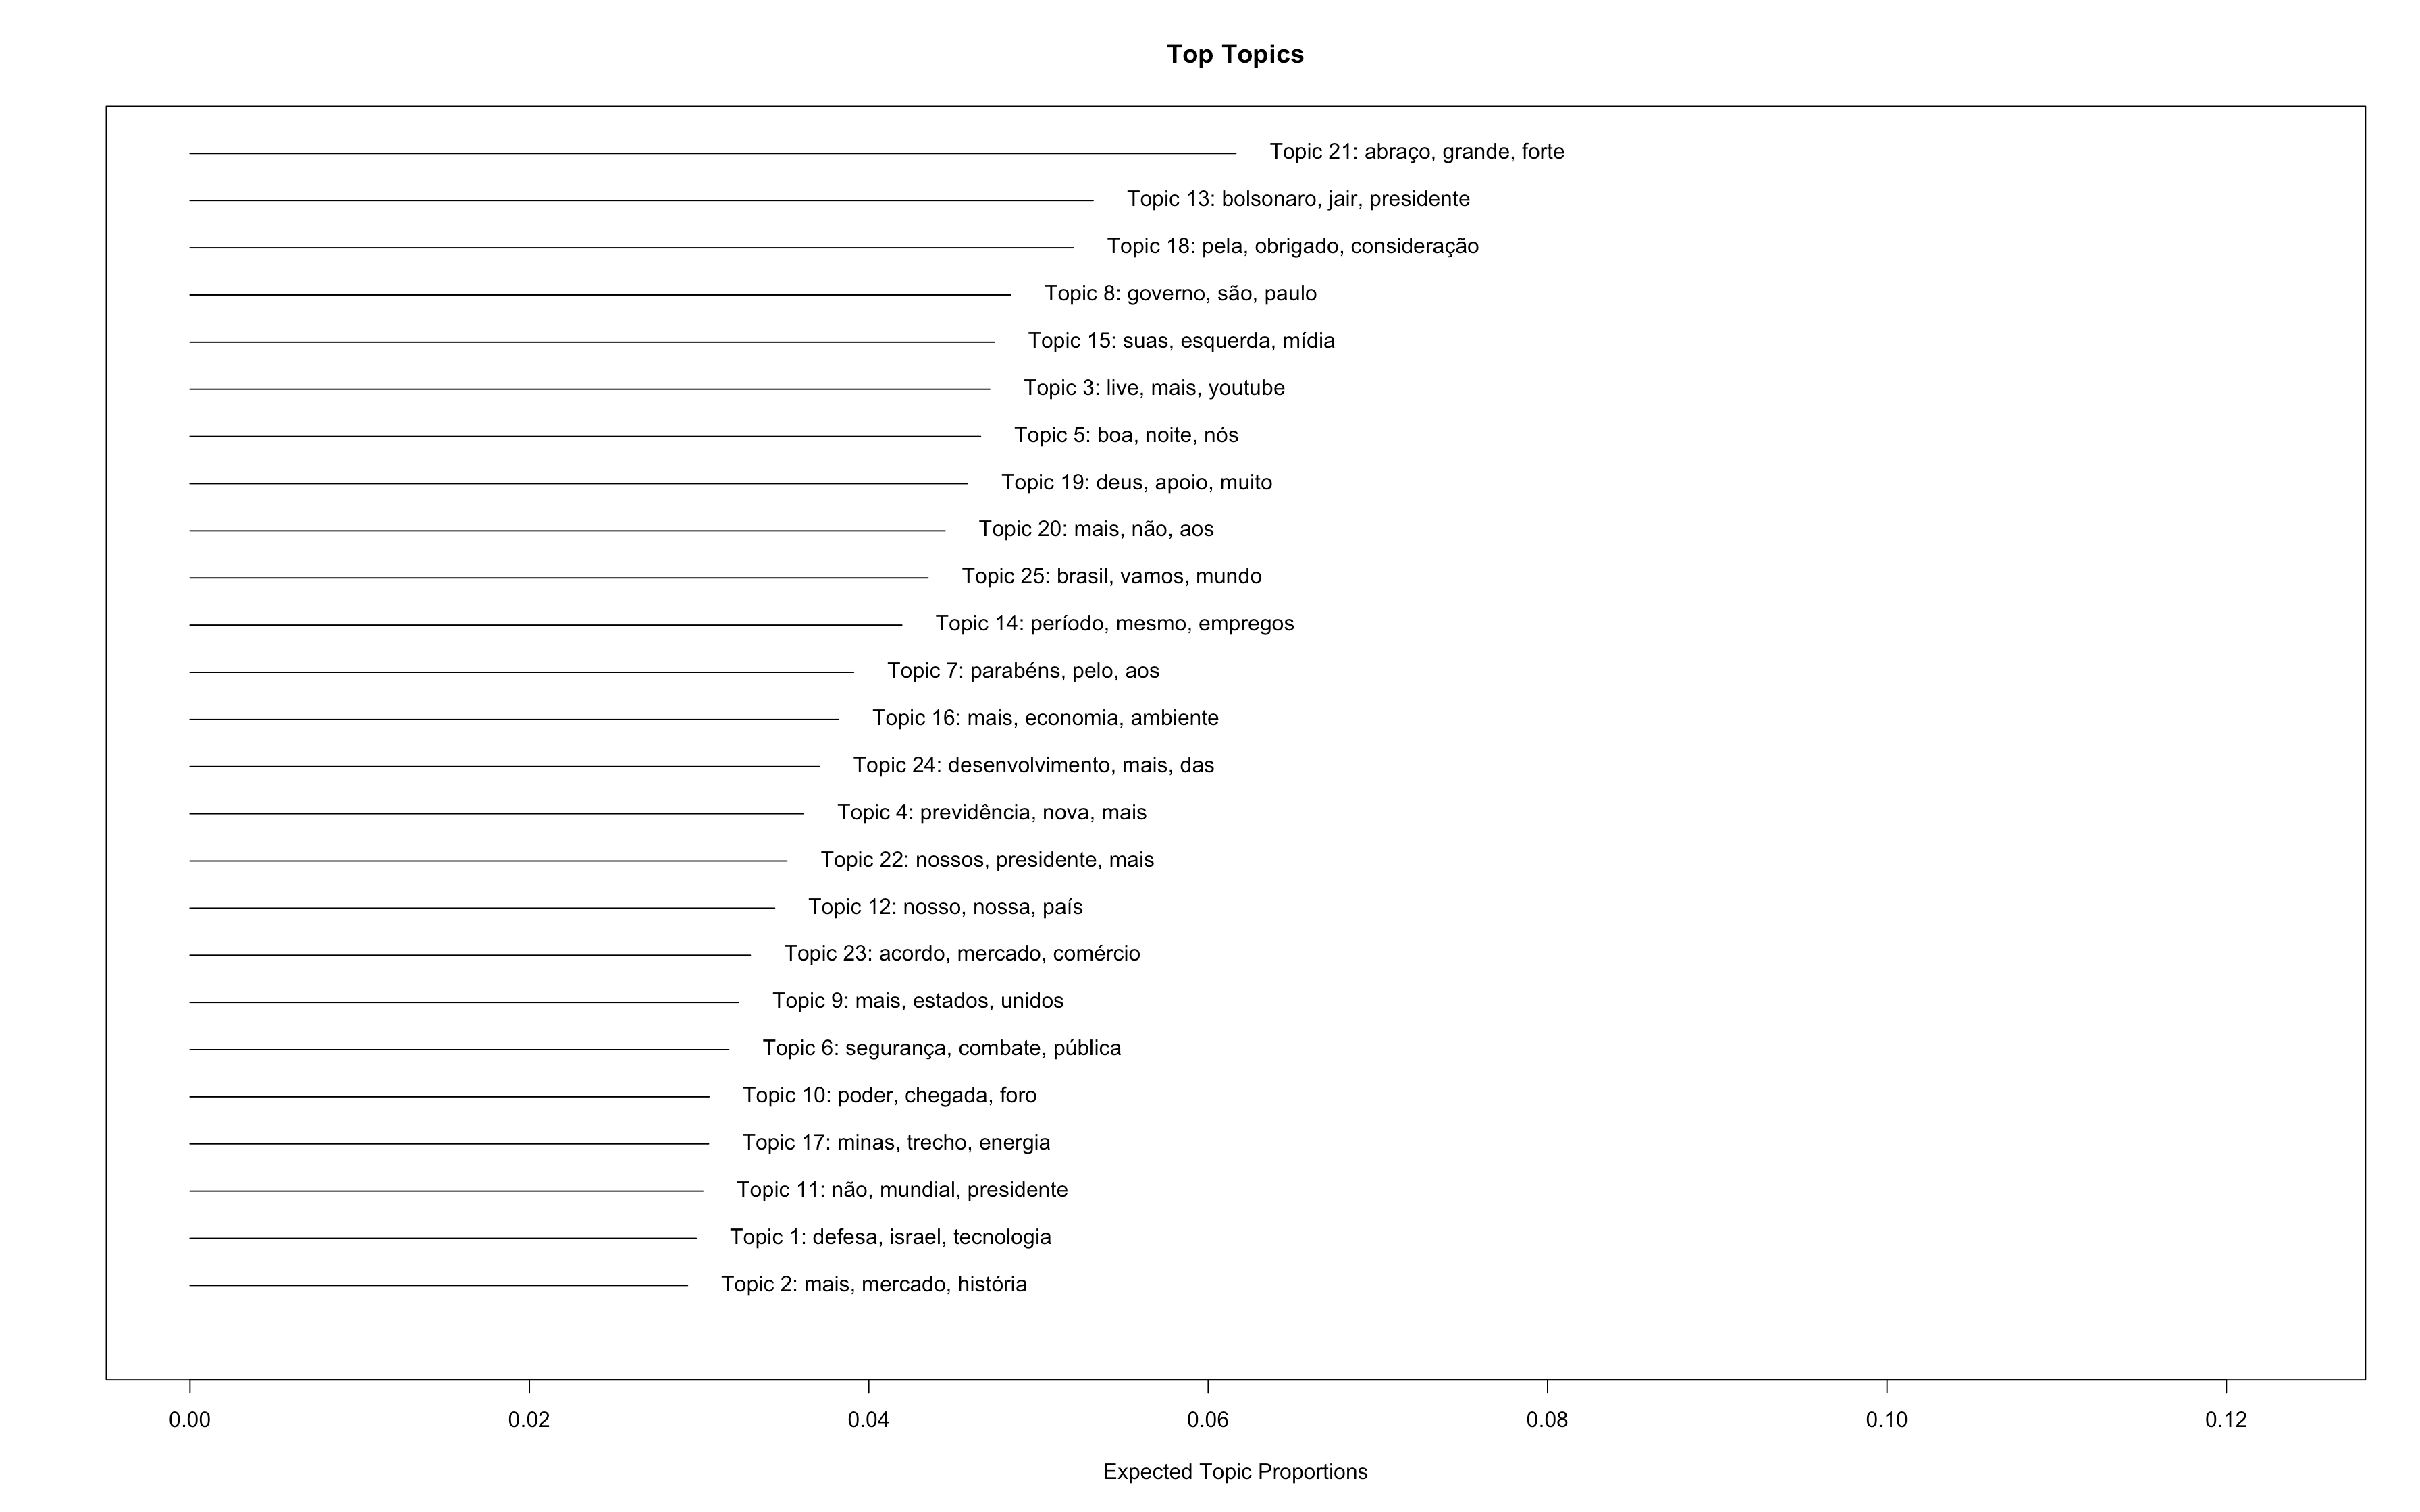 Top Topics
Topic 21: abraço, grande, forte
Topic 13: bolsonaro, jair, presidente
Topic 18: pela, obrigado, consideração
Topic 8: governo, são, paulo
Topic 15: suas, esquerda, mídia
Topic 3: live, mais, youtube
Topic 5: boa, noite, nós
Topic 19: deus, apoio, muito
Topic 20: mais, não, aos
Topic 25: brasil, vamos, mundo
Topic 14: período, mesmo, empregos
Topic 7: parabéns, pelo, aos
Topic 16: mais, economia, ambiente
Topic 24: desenvolvimento, mais, das
Topic 4: previdência, nova, mais
Topic 22: nossos, presidente, mais
Topic 12: nosso, nossa, país
Topic 23: acordo, mercado, comércio
Topic 9: mais, estados, unidos
Topic 6: segurança, combate, pública
Topic 10: poder, chegada, foro
Topic 17: minas, trecho, energia
Topic 11: não, mundial, presidente
Topic 1: defesa, israel, tecnologia
Topic 2: mais, mercado, história
0.00 0.02 0.04 0.06 0.08 0.10 0.12
Expected Topic Proportions